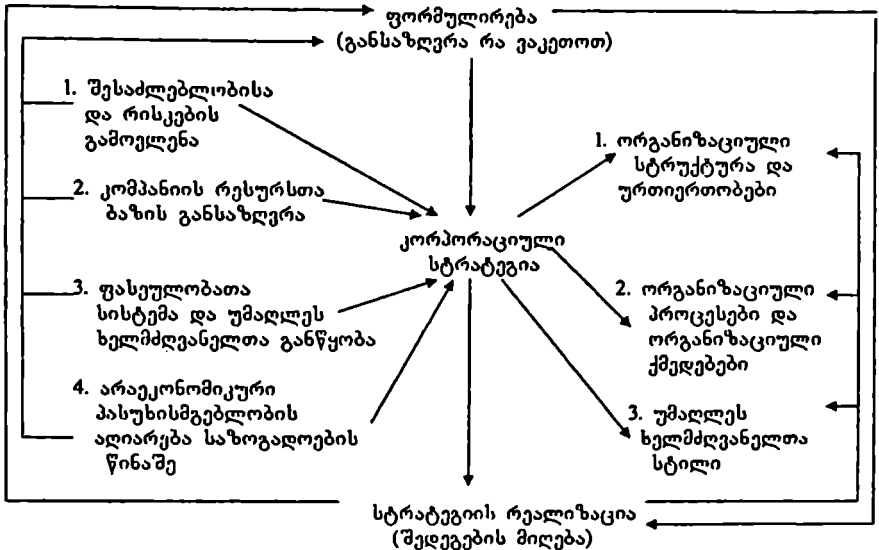 ფორმულირება
(განსაზღვრა რა ვაკეთოთ)
1. შესაძლებლობისა
და რისკების
გამოელენა
2. კომპანიის რესურსთა
ბაზის განსაზღვრა
3. ფასეულობათა
სისტემა და უმაღლეს
ხელმძღვანელთა განწყობა
4. არაეკონომიკური
პასუხისმგებლობის
აღიარება საზოგადოების
წინაშე
კორპორაციული
სტრატეგია
1. ორგანიზაციული
სტრუქტურა და
ურთიერთობები
2. ორგანიზაციული
პროცესები და
ორგანიზაციული
ქმედებები
3. უმაღლეს
ხელმძღვანელთა
სტილი
სტრატეგიის რეალიზაცია
(შედეგების მიღება)